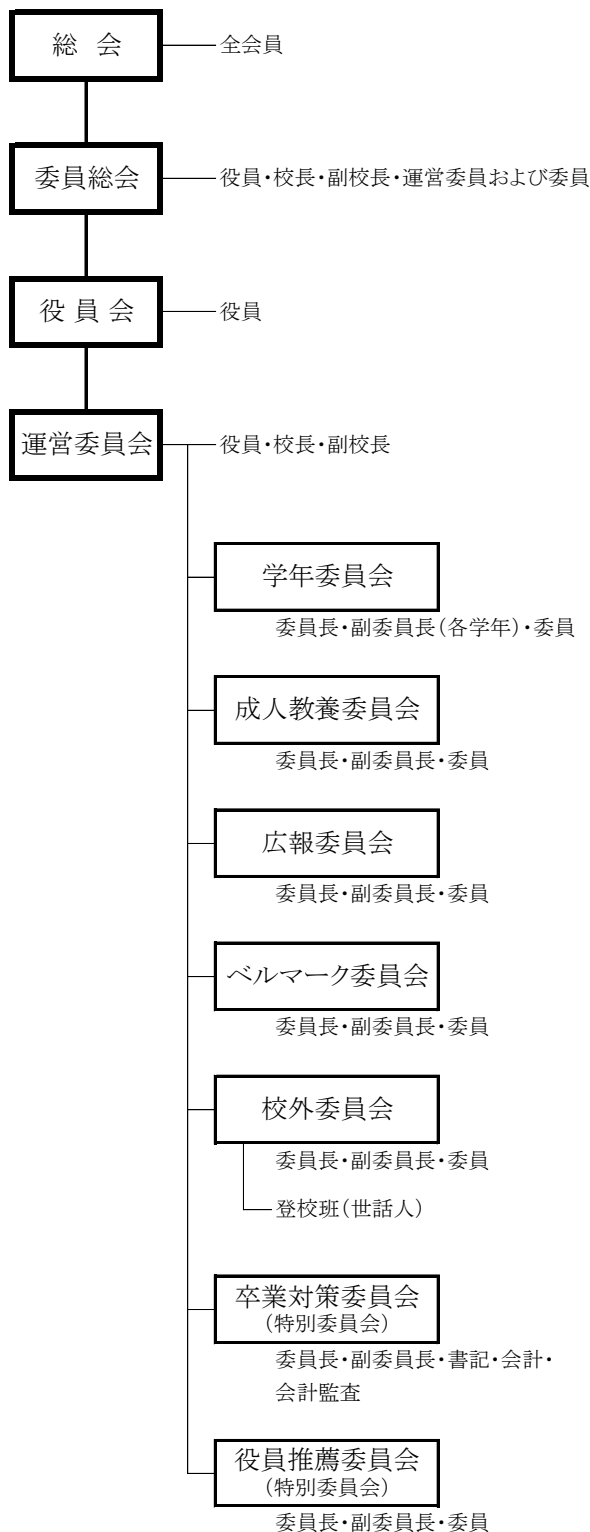 総 会
全会員
委員総会
役員・校長・副校長・運営委員および委員
役 員 会
役員
運営委員会
役員・校長・副校長
学年委員会
委員長・副委員長(各学年)・委員
成人教養委員会
委員長・副委員長・委員
広報委員会
委員長・副委員長・委員
ベルマーク委員会
委員長・副委員長・委員
校外委員会
委員長・副委員長・委員
登校班(世話人)
卒業対策委員会
(特別委員会)
委員長・副委員長・書記・会計・
会計監査
役員推薦委員会
(特別委員会)
委員長・副委員長・委員